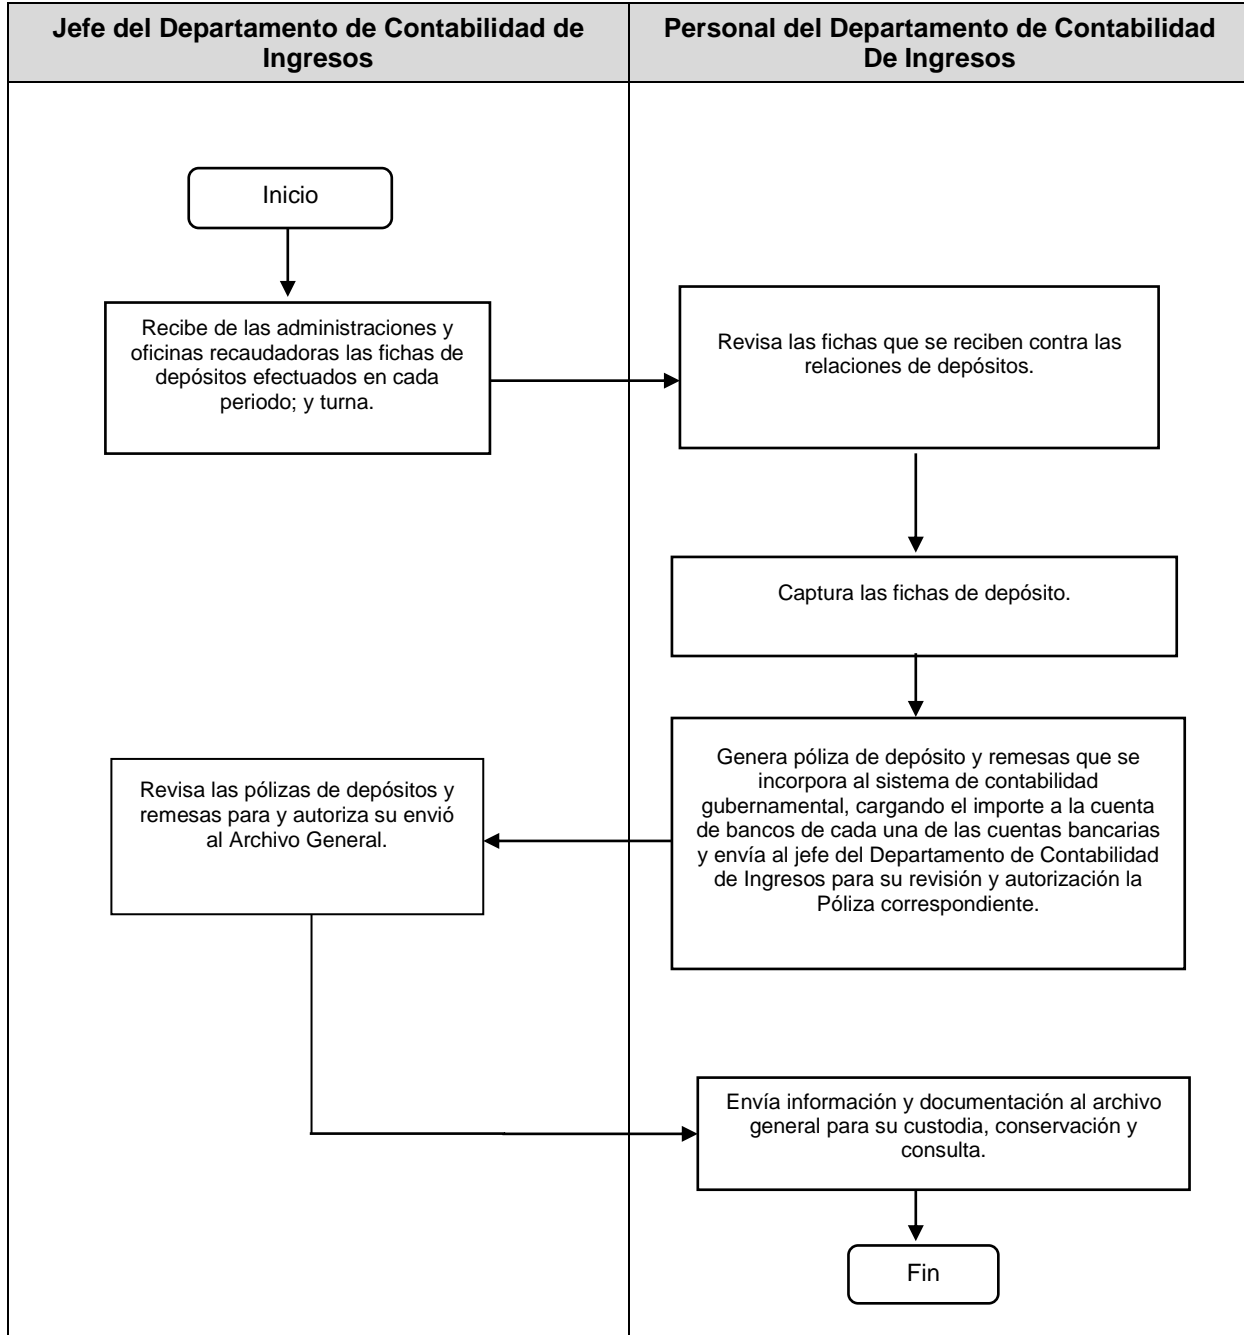 Jefe del Departamento de Contabilidad de
Ingresos
Personal del Departamento de Contabilidad
De Ingresos
Inicio
Recibe de las administraciones y
oficinas recaudadoras las fichas de
depósitos efectuados en cada
periodo; y turna.
Revisa las fichas que se reciben contra las
relaciones de depósitos.
Captura las fichas de depósito.
Genera póliza de depósito y remesas que se
incorpora al sistema de contabilidad
gubernamental, cargando el importe a la cuenta
de bancos de cada una de las cuentas bancarias
y envía al jefe del Departamento de Contabilidad
de Ingresos para su revisión y autorización la
Póliza correspondiente.
Revisa las pólizas de depósitos y
remesas para y autoriza su envió
al Archivo General.
Envía información y documentación al archivo
general para su custodia, conservación y
consulta.
Fin